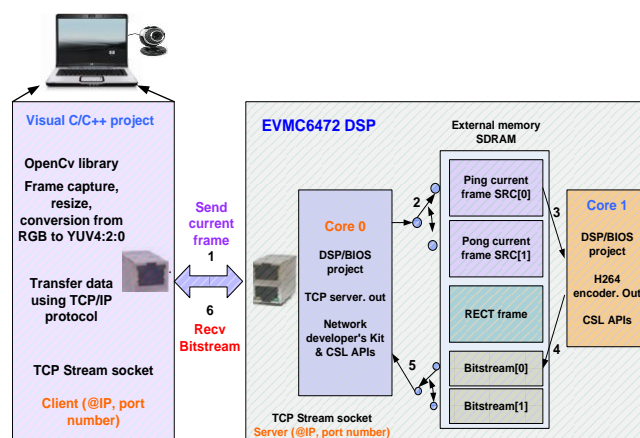 Visual C/C++ project
OpenCv library
Frame capture,
resize,
conversion from
RGB to YUV4:2:0
Transfer data
using TCP/IP
protocol
TCP Stream socket
Client (@IP, port
number)
Send
current
frame
1
6
Recv
Bitstream
EVMC6472 DSP
Core 0
DSP/BIOS
project
TCP server. out
Network
developer's Kit
& CSL APIs
TCP Stream socket
Server (@IP, port number)
2
5
External memory
SDRAM
Ping current
frame SRC[0]
Pong current
frame SRC[1]
RECT frame
Bitstream[0]
Bitstream[1]
3
4
Core 1
DSP/BIOS
project
H264
encoder. Out
CSL APIs